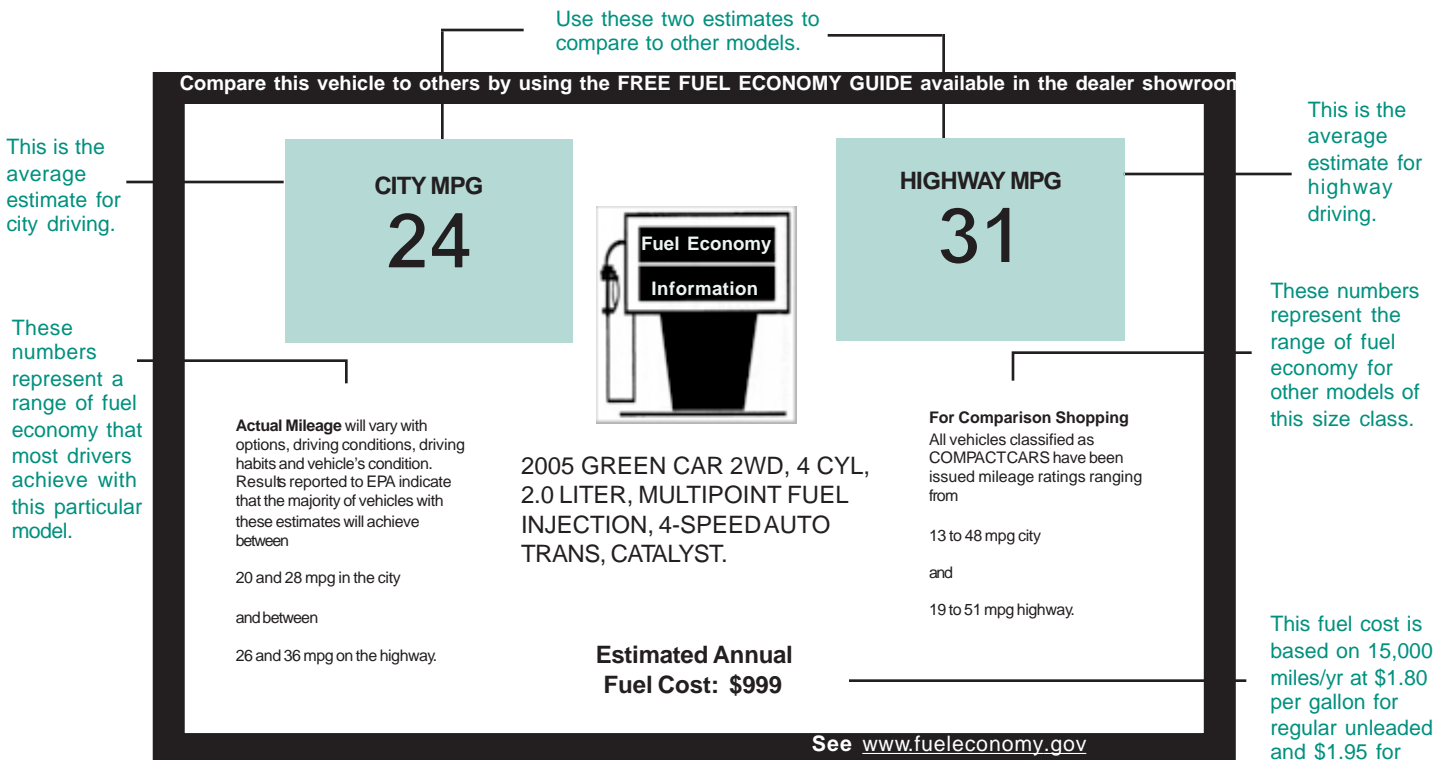 Use these two estimates to
compare to other models.
Compare this vehicle to others by using the FREE FUEL ECONOMY GUIDE available in the dealer showroom
This is the
average
estimate for
city driving.
CITY MPG
24
Fuel Economy
Information
HIGHWAY MPG
31
This is the
average
estimate for
highway
driving.
These
numbers
represent a
range of fuel
economy that
most drivers
achieve with
this particular
model.
Actual Mileage will vary with
options, driving conditions, driving
habits and vehicle's condition.
Results reported to EPA indicate
that the majority of vehicles with
these estimates will achieve
between
20 and 28 mpg in the city
and between
26 and 36 mpg on the highway.
2005 GREEN CAR 2WD, 4 CYL,
2.0 LITER, MULTIPOINT FUEL
INJECTION, 4-SPEED AUTO
TRANS, CATALYST.
Estimated Annual
Fuel Cost: $999
For Comparison Shopping
All vehicles classified as
COMPACT CARS have been
issued mileage ratings ranging
from
13 to 48 mpg city
and
19 to 51 mpg highway.
These numbers
represent the
range of fuel
economy for
other models of
this size class.
This fuel cost is
based on 15,000
miles/yr at $1.80
per gallon for
regular unleaded
and $1.95 for
See www.fueleconomy.gov